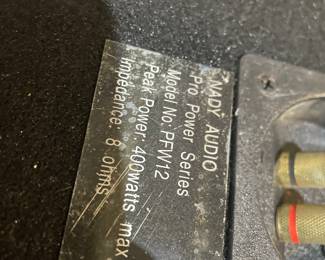 NADY AUDIO
Pro Power Series
Model No: PFW12
Peak Power: 400watts max
Impedance: 8 ohms